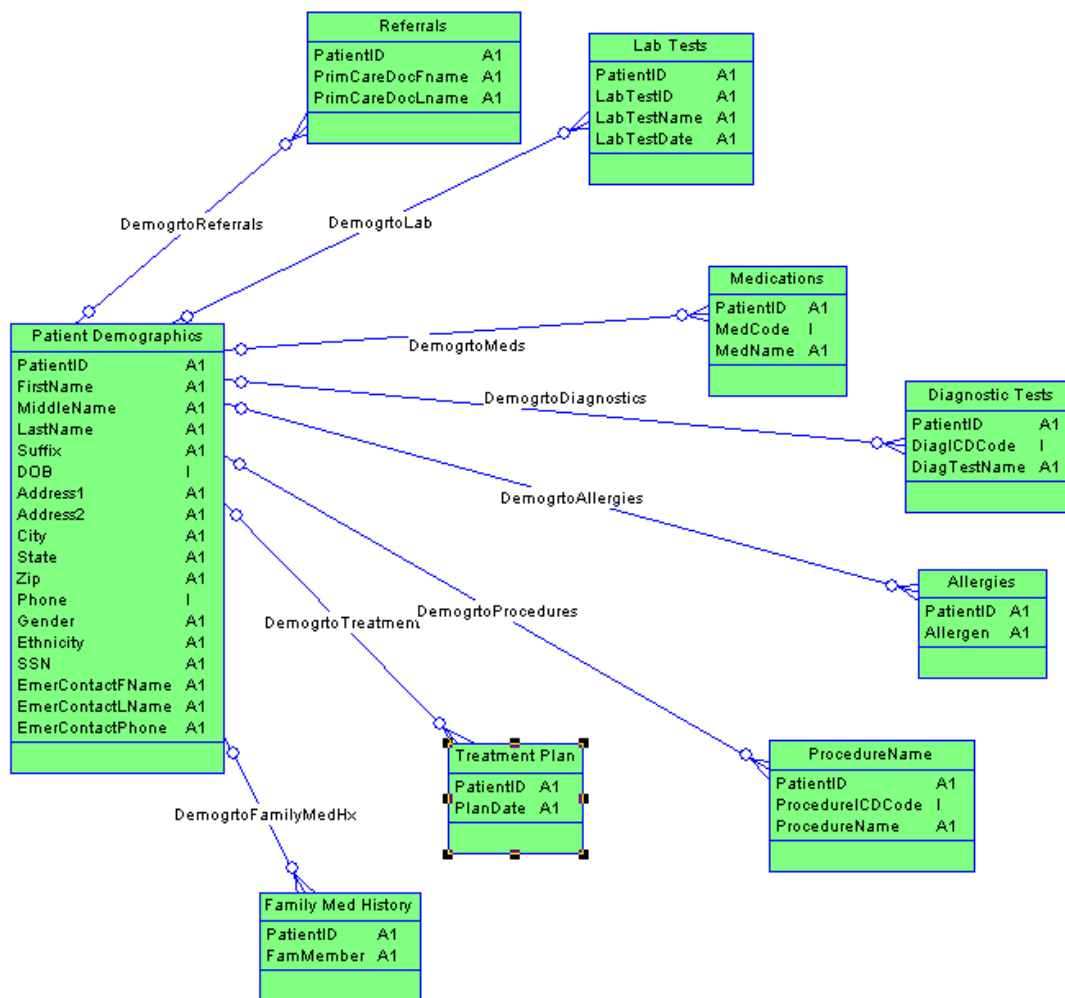 Referrals
PatientID A1
PrimCareDocFname A1
PrimCareDocLname A1
Lab Tests
PatientID A1
LabTestID A1
LabTestName A1
LabTestDate A1
DemogrtoReferrals
DemogrtoLab
Medications
PatientID A1
MedCode I
MedName A1
DemogrtoMeds
Patient Demographics
PatientID A1
FirstName A1
MiddleName A1
LastName A1
Suffix A1
DOB I
Address1 A1
Address2 A1
City A1
State A1
Zip A1
Phone I
Gender A1
Ethnicity A1
SSN A1
EmerContactFName A1
EmerContactLName A1
EmerContactPhone A1
DemogrtoDiagnostics
Diagnostic Tests
PatientID A1
DiagICDCode I
DiagTestName A1
DemogrtoAllergies
Allergies
PatientID A1
Allergen A1
DemogrtoProcedures
DemogrtoTreatment
Treatment Plan
PatientID A1
PlanDate A1
ProcedureName
PatientID A1
ProcedureICDCode I
ProcedureName A1
DemogrtoFamilyMedHx
Family Med History
PatientID A1
FamMember A1